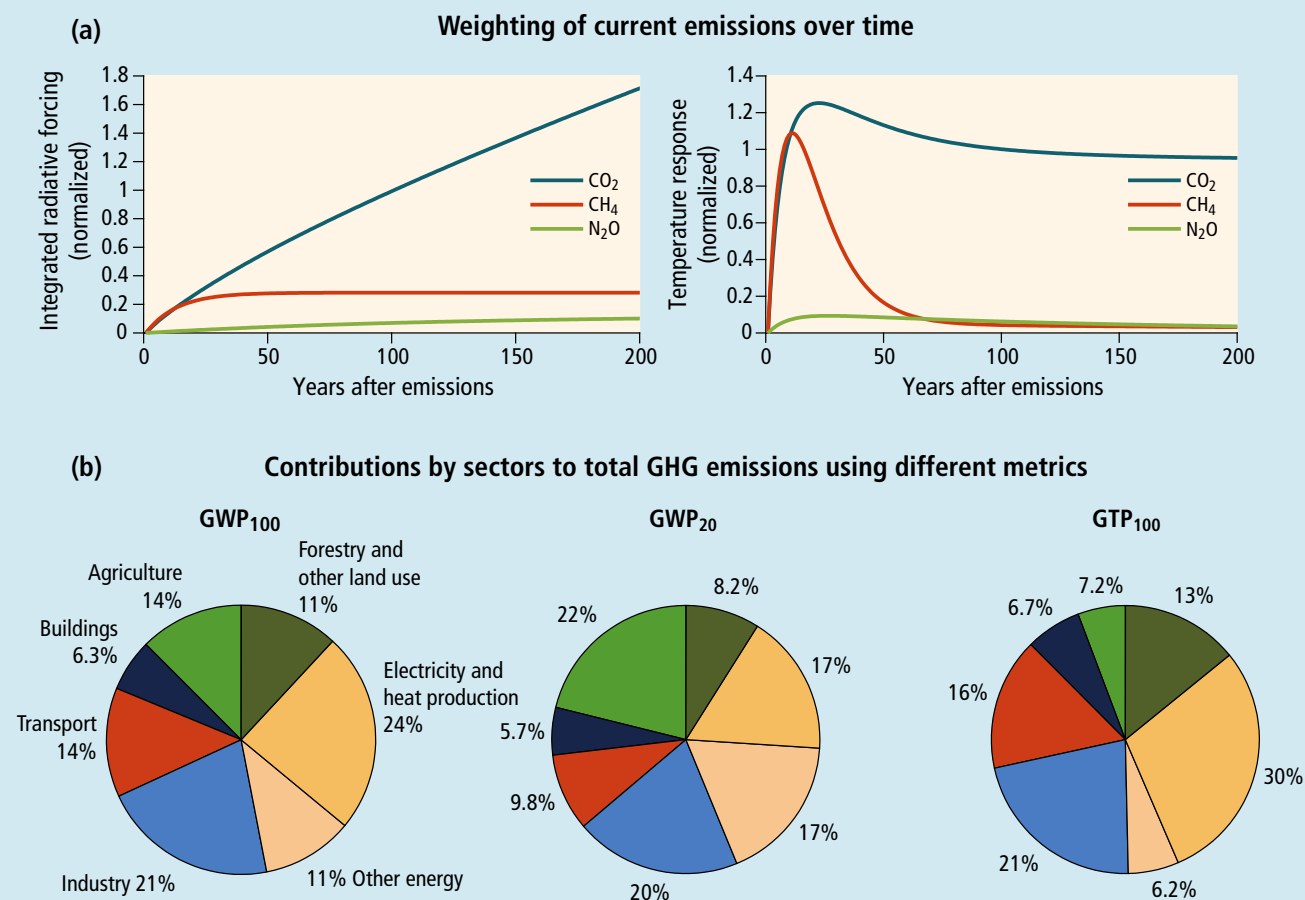 (a)
Weighting of current emissions over time
Integrated radiative forcing
(normalized)
1.8
1.6
1.4
1.2
1
0.8
0.6
0.4
0.2
0
0 50 100 150 200
Years after emissions
CO₂
CH₄
N₂O
Temperature response
(normalized)
1.4
1.2
1
0.8
0.6
0.4
0.2
0
0 50 100 150 200
Years after emissions
CO₂
CH₄
N₂O
(b)
Contributions by sectors to total GHG emissions using different metrics
GWP₁₀₀
Forestry and
other land use
11%
Electricity and
heat production
24%
11% Other energy
Industry 21%
Transport
14%
Buildings
6.3%
Agriculture
14%
GWP₂₀
8.2%
17%
17%
20%
9.8%
5.7%
22%
GTP₁₀₀
13%
30%
6.2%
21%
16%
6.7%
7.2%